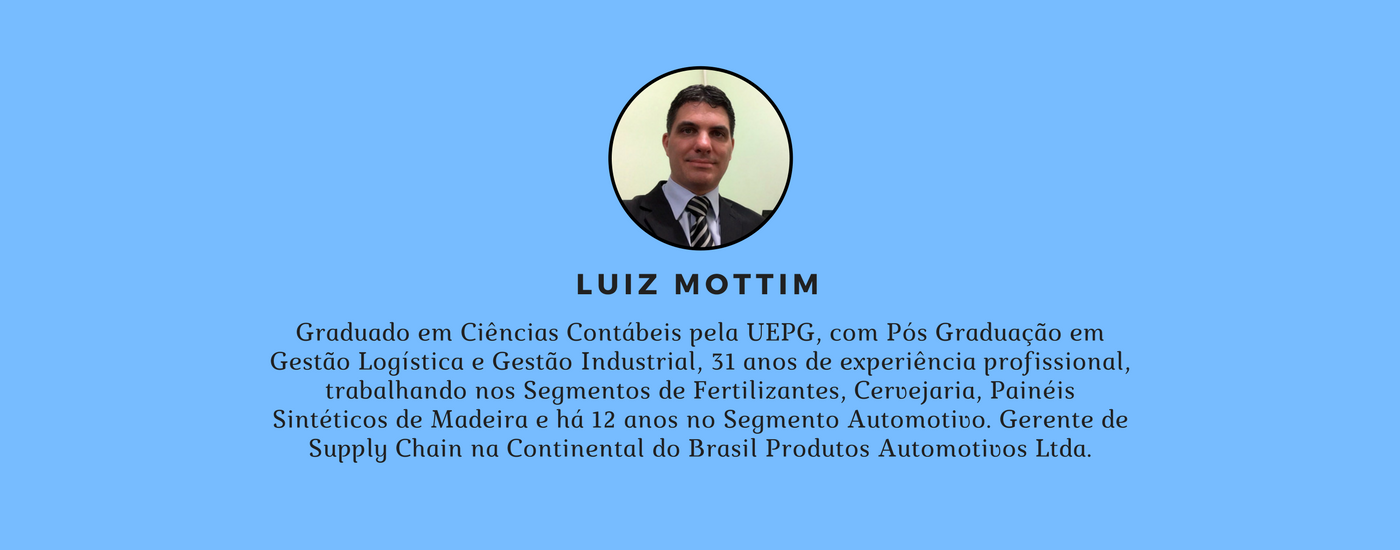 LUIZ MOTTIM
Graduado em Ciências Contábeis pela UEPG, com Pós Graduação em
Gestão Logística e Gestão Industrial, 31 anos de experiência profissional,
trabalhando nos Segmentos de Fertilizantes, Cervejaria, Painéis
Sintéticos de Madeira e há 12 anos no Segmento Automotivo. Gerente de
Supply Chain na Continental do Brasil Produtos Automotivos Ltda.